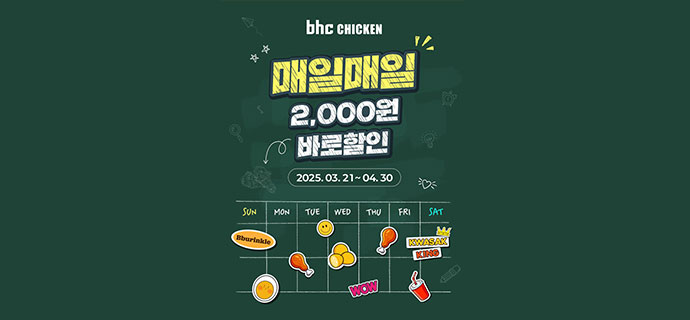 bhc CHICKEN
매일매일
2,000원
바로할인
2025. 03. 21 ~ 04. 30
SUN MON TUE WED THU FRI SAT
Bburinkle
KWASAK
KING
WOW